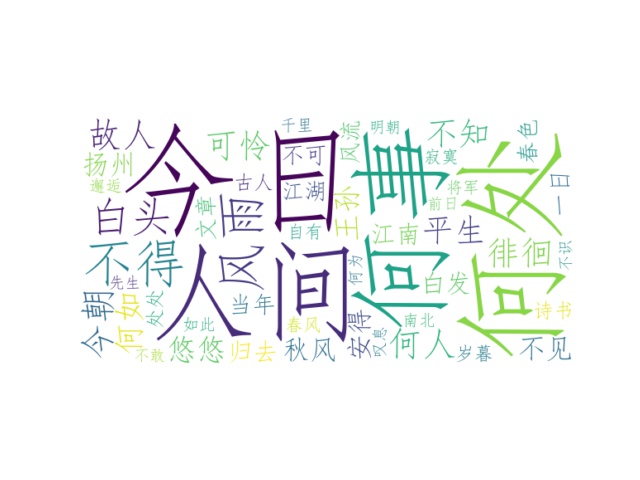 今日
人间
何事
何处
风雨
不得
白头
故人
扬州
邂逅
可怜
千里
不可
古人
江湖
文章
自有
风流
王孙
明朝
寂寞
不知
将军
前日
江南
平生
春色
一日
徘徊
不识
白发
何为
先生
今朝
何如
处处
如此
不敢
当年
春风
悠悠
归去
秋风
安得
叹息
南北
何人
岁暮
诗书
不见